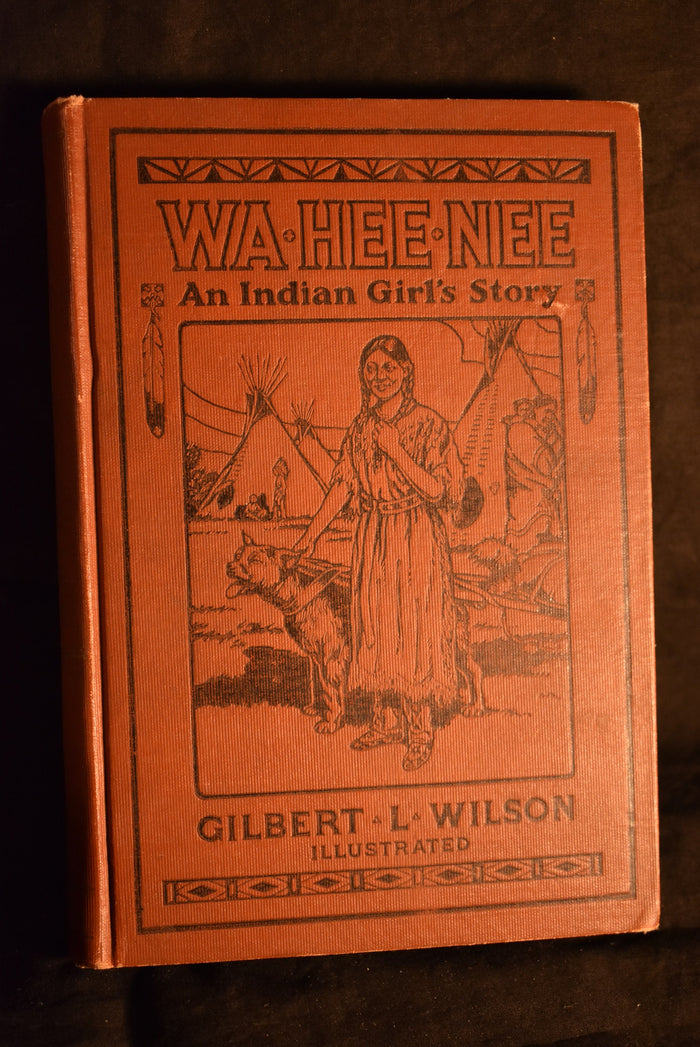 WA·HEE·NEE
An Indian Girl's Story
GILBERT·L·WILSON
ILLUSTRATED